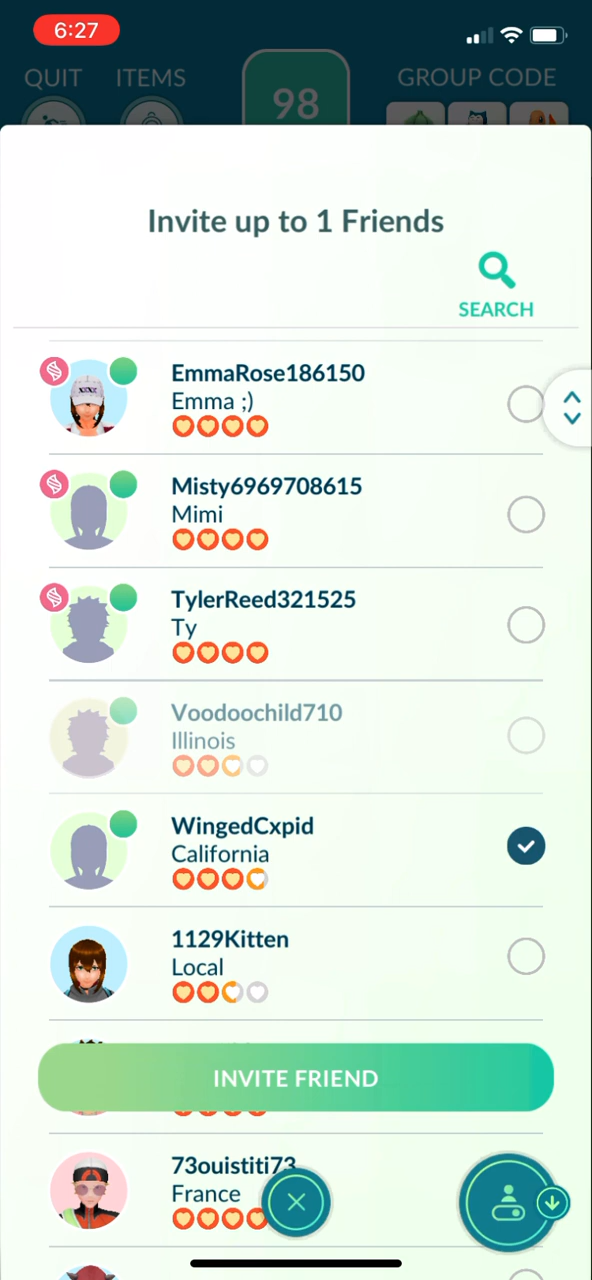 6:27
QUIT ITEMS
98
GROUP CODE
Invite up to 1 Friends
SEARCH
EmmaRose186150
Emma ;)
Misty6969708615
Mimi
TylerReed321525
Ty
Voodoochild710
Illinois
WingedCxpid
California
1129Kitten
Local
INVITE FRIEND
73ouistiti73
France